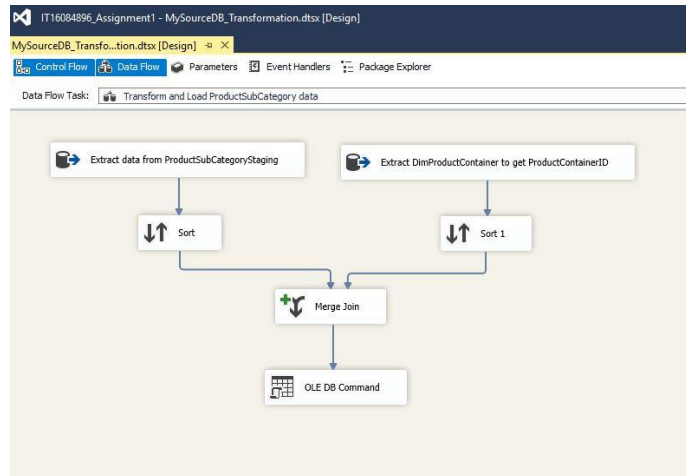 IT16084896_Assignment1 - MySourceDB_Transformation.dtsx [Design]
MySourceDB_Transfo...tion.dtsx [Design]
Control Flow Data Flow Parameters Event Handlers Package Explorer
Data Flow Task: Transform and Load ProductSubCategory data
Extract data from ProductSubCategoryStaging Extract DimProductContainer to get ProductContainerID
Sort Sort 1
Merge Join
OLE DB Command